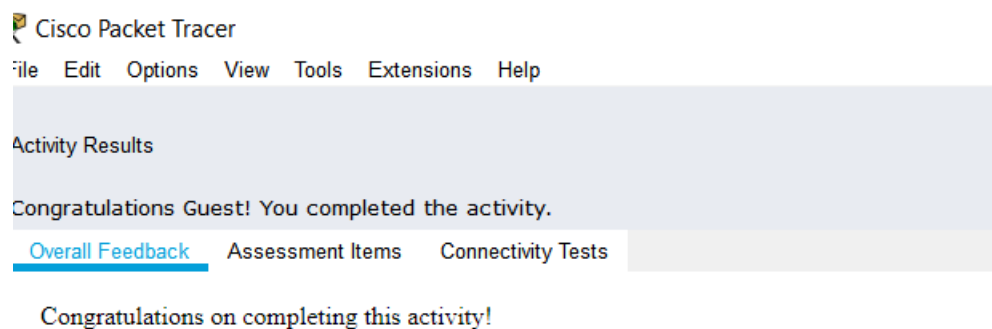 Cisco Packet Tracer
File Edit Options View Tools Extensions Help
Activity Results
Congratulations Guest! You completed the activity.
Overall Feedback Assessment Items Connectivity Tests
Congratulations on completing this activity!